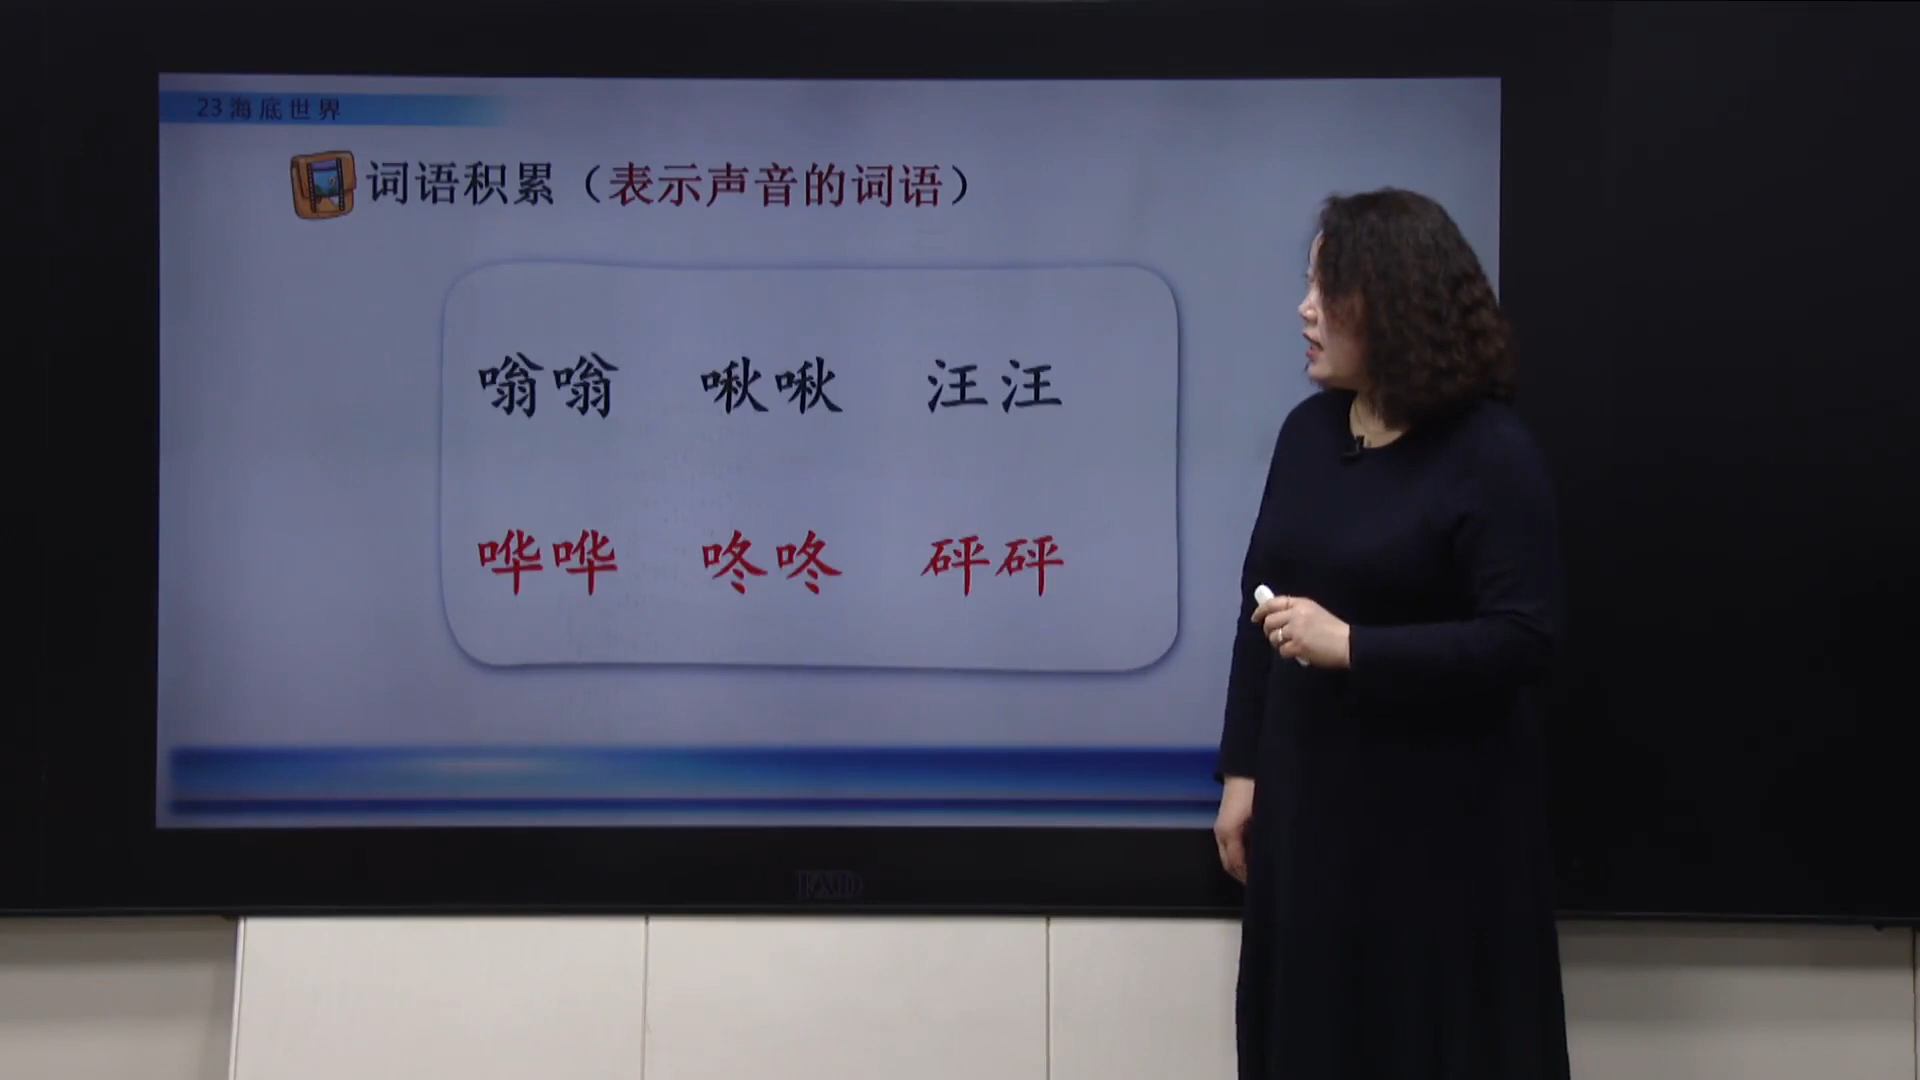 23海底世界
词语积累（表示声音的词语）
嗡嗡 啾啾 汪汪
哗哗 咚咚 砰砰